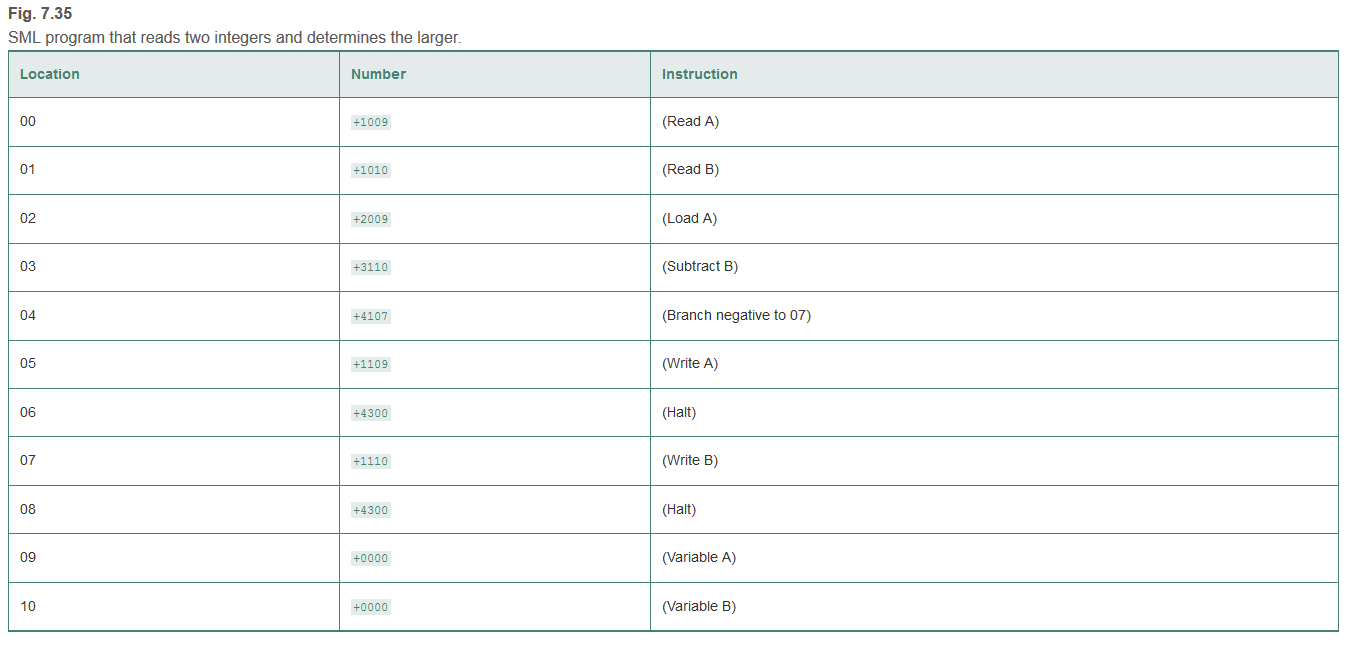 Fig. 7.35
SML program that reads two integers and determines the larger.
Location Number Instruction
00 +1009 (Read A)
01 +1010 (Read B)
02 +2009 (Load A)
03 +3110 (Subtract B)
04 +4107 (Branch negative to 07)
05 +1109 (Write A)
06 +4300 (Halt)
07 +1110 (Write B)
08 +4300 (Halt)
09 +0000 (Variable A)
10 +0000 (Variable B)